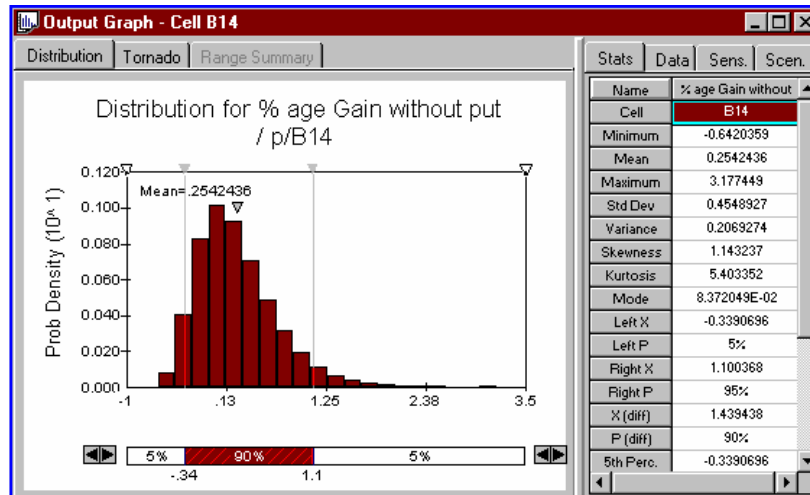 Output Graph - Cell B14
Distribution Tornado Range Summary
Distribution for % age Gain without put
/ p/B14
Mean=.2542436
Prob Density (10^ 1)
0.120
0.100
0.080
0.060
0.040
0.020
0.000
-1 .13 1.25 2.38 3.5
5% 90% 5%
-.34 1.1
Stats Data Sens. Scen.
Name % age Gain without
Cell B14
Minimum -0.6420359
Mean 0.2542436
Maximum 3.177449
Std Dev 0.4548927
Variance 0.2069274
Skewness 1.143237
Kurtosis 5.403352
Mode 8.372049E-02
Left X -0.3390696
Left P 5%
Right X 1.100368
Right P 95%
X (diff) 1.439438
P (diff) 90%
5th Perc. -0.3390696